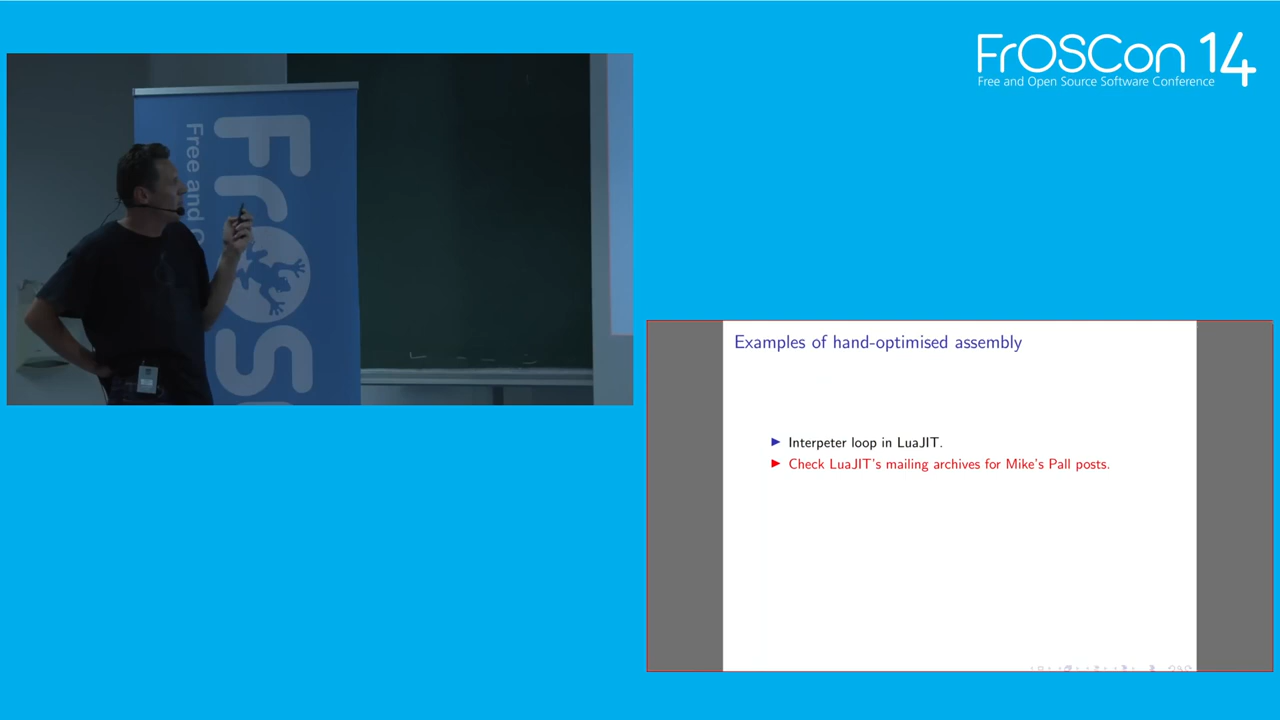 FrOSCon 14
Free and Open Source Software Conference
Free and
FrOS
Examples of hand-optimised assembly
Interpeter loop in LuaJIT.
Check LuaJIT's mailing archives for Mike's Pall posts.